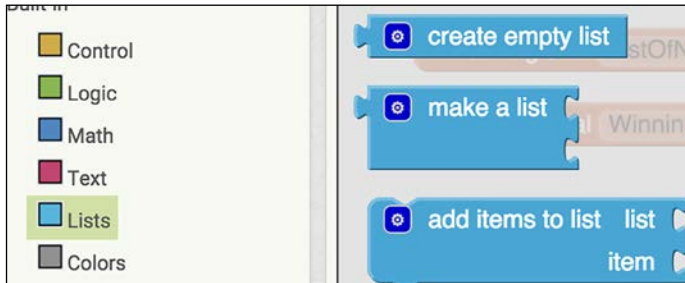 Built-in
Control
Logic
Math
Text
Lists
Colors
create empty list
make a list
add items to list list
item